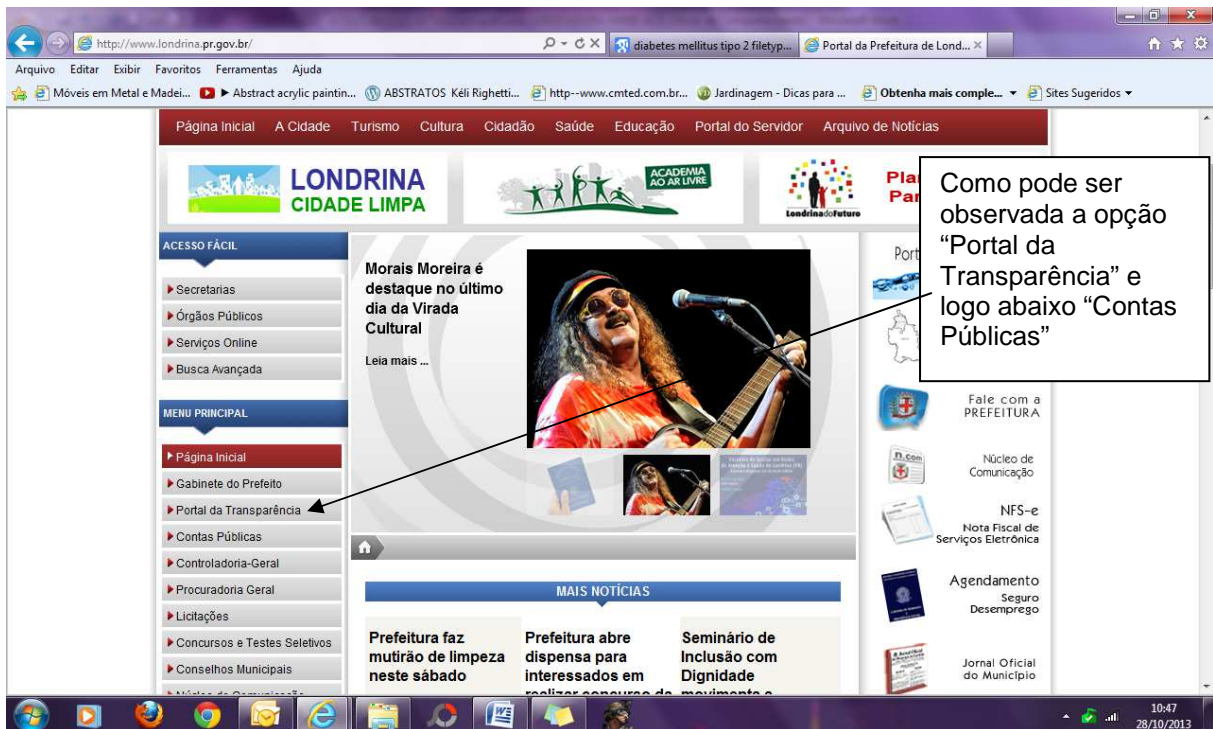 http://www.londrina.pr.gov.br/
diabetes mellitus tipo 2 filetyp...
Portal da Prefeitura de Lond...
Arquivo Editar Exibir Favoritos Ferramentas Ajuda
Móveis em Metal e Madei...
► Abstract acrylic paintin...
ABSTRATOS Kéli Righetti...
http--www.cmted.com.br...
Jardinagem - Dicas para ...
Obtenha mais comple...
Sites Sugeridos
Página Inicial A Cidade Turismo Cultura Cidadão Saúde Educação Portal do Servidor Arquivo de Notícias
LONDRINA
CIDADE LIMPA
ACADEMIA
AO AR LIVRE
LondrinadoFuturo
Como pode ser
observada a opção
“Portal da
Transparência” e
logo abaixo “Contas
Públicas”
ACESSO FÁCIL
Secretarias
Órgãos Públicos
Serviços Online
Busca Avançada
MENU PRINCIPAL
Página Inicial
Gabinete do Prefeito
Portal da Transparência
Contas Públicas
Controladoria-Geral
Procuradoria Geral
Licitações
Concursos e Testes Seletivos
Conselhos Municipais
Morais Moreira é
destaque no último
dia da Virada
Cultural
Leia mais ...
MAIS NOTÍCIAS
Prefeitura faz
mutirão de limpeza
neste sábado
Prefeitura abre
dispensa para
interessados em
realizar concurso de
Seminário de
Inclusão com
Dignidade
movimenta a
Fale com a
PREFEITURA
n.com
Núcleo de
Comunicação
NFS-e
Nota Fiscal de
Serviços Eletrônica
Agendamento
Seguro
Desemprego
Jornal Oficial
do Município
10:47
28/10/2013